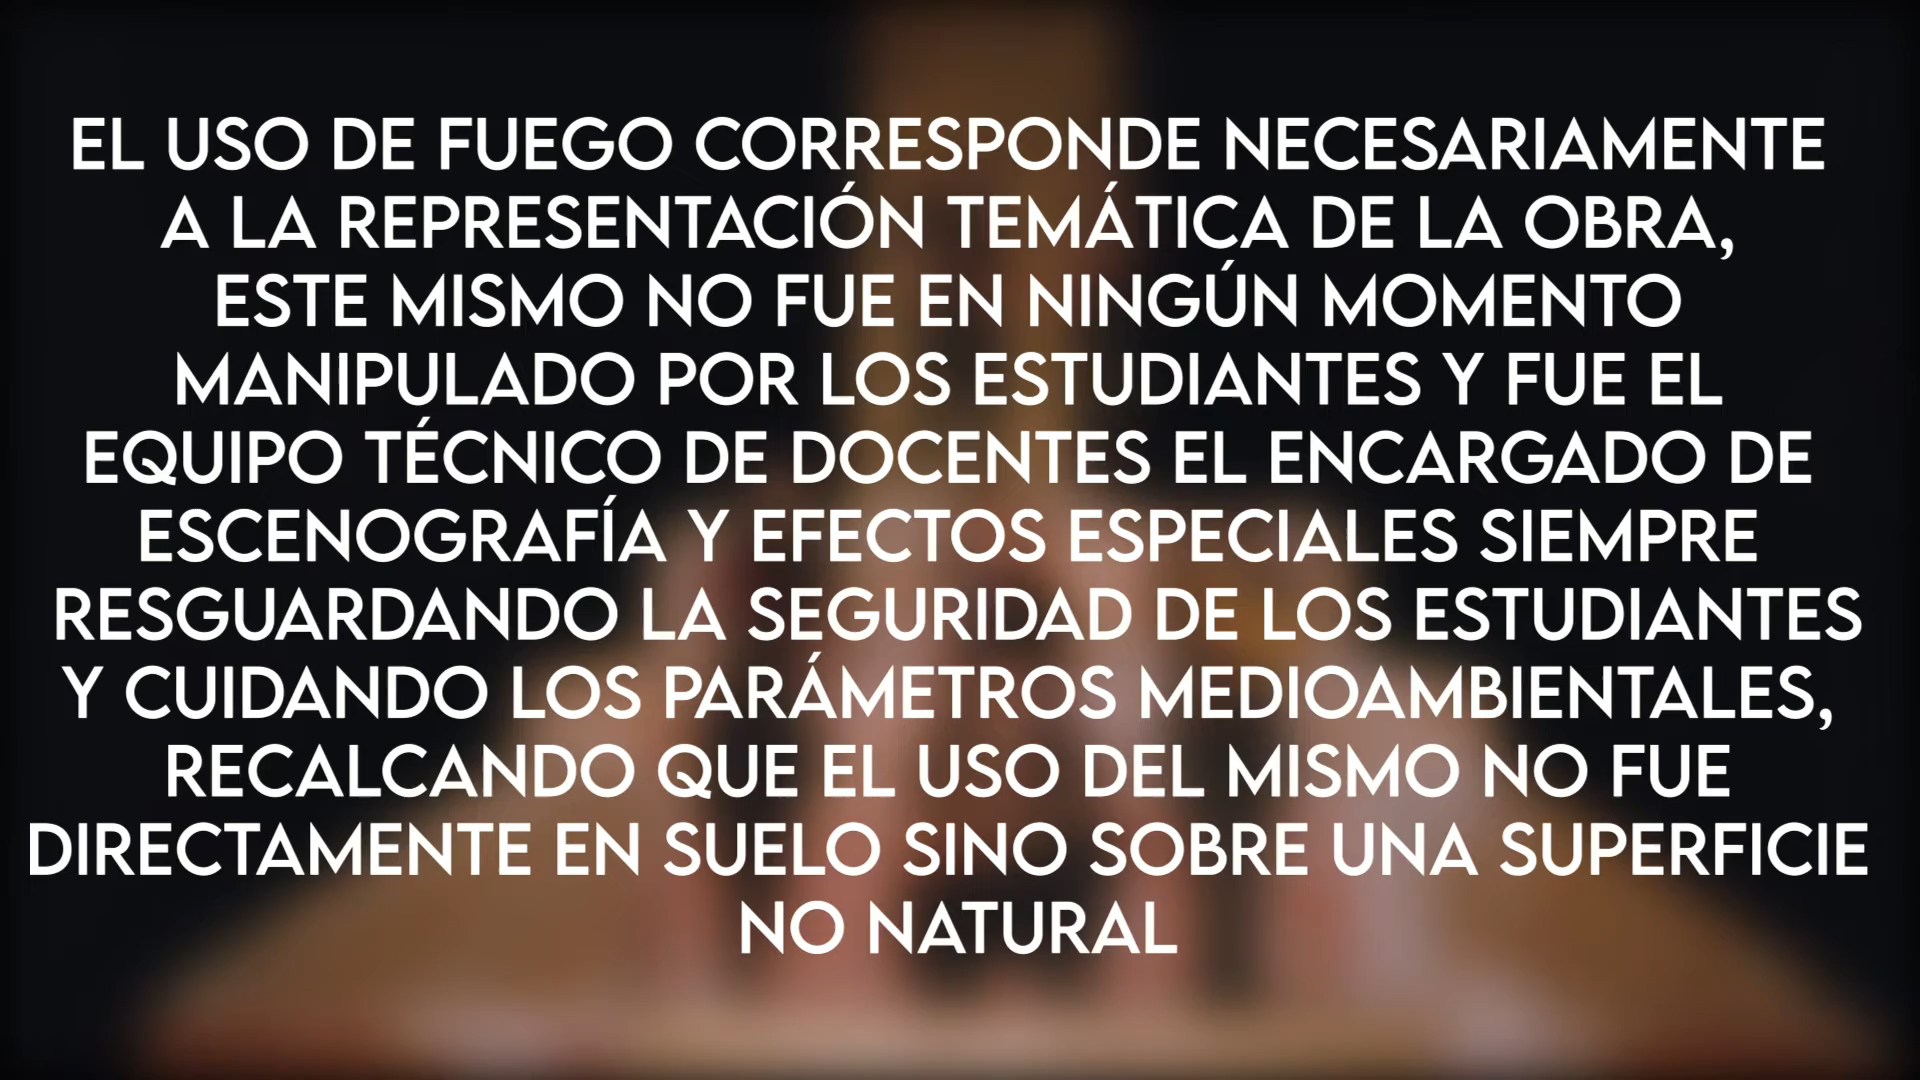 EL USO DE FUEGO CORRESPONDE NECESARIAMENTE
A LA REPRESENTACIÓN TEMÁTICA DE LA OBRA,
ESTE MISMO NO FUE EN NINGÚN MOMENTO
MANIPULADO POR LOS ESTUDIANTES Y FUE EL
EQUIPO TÉCNICO DE DOCENTES EL ENCARGADO DE
ESCENOGRAFÍA Y EFECTOS ESPECIALES SIEMPRE
RESGUARDANDO LA SEGURIDAD DE LOS ESTUDIANTES
Y CUIDANDO LOS PARÁMETROS MEDIOAMBIENTALES,
RECALCANDO QUE EL USO DEL MISMO NO FUE
DIRECTAMENTE EN SUELO SINO SOBRE UNA SUPERFICIE
NO NATURAL